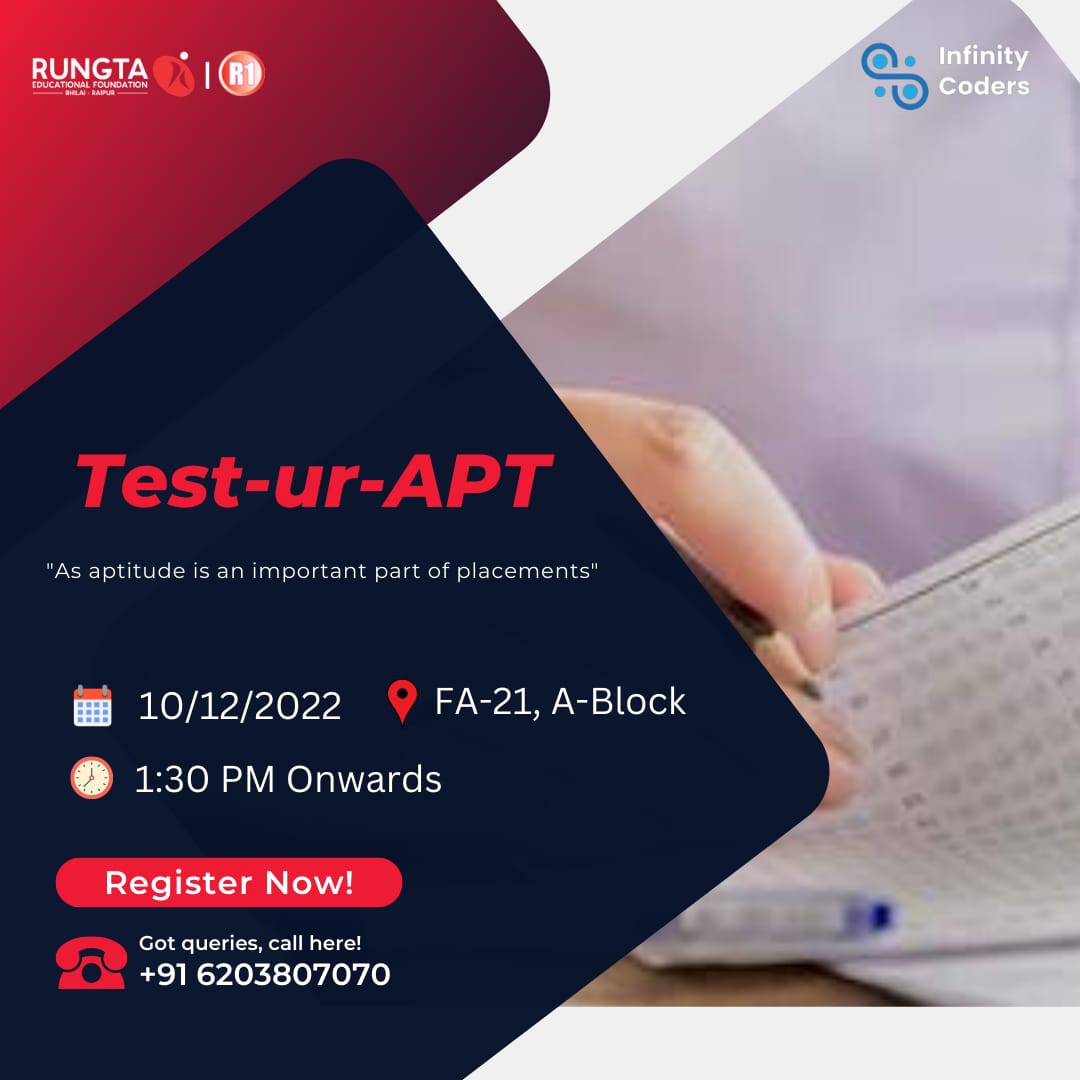 RUNGTA
EDUCATIONAL FOUNDATION
BHILAI - RAIPUR
R1
Infinity
Coders
Test-ur-APT
"As aptitude is an important part of placements"
10/12/2022
FA-21, A-Block
1:30 PM Onwards
Register Now!
Got queries, call here!
+91 6203807070